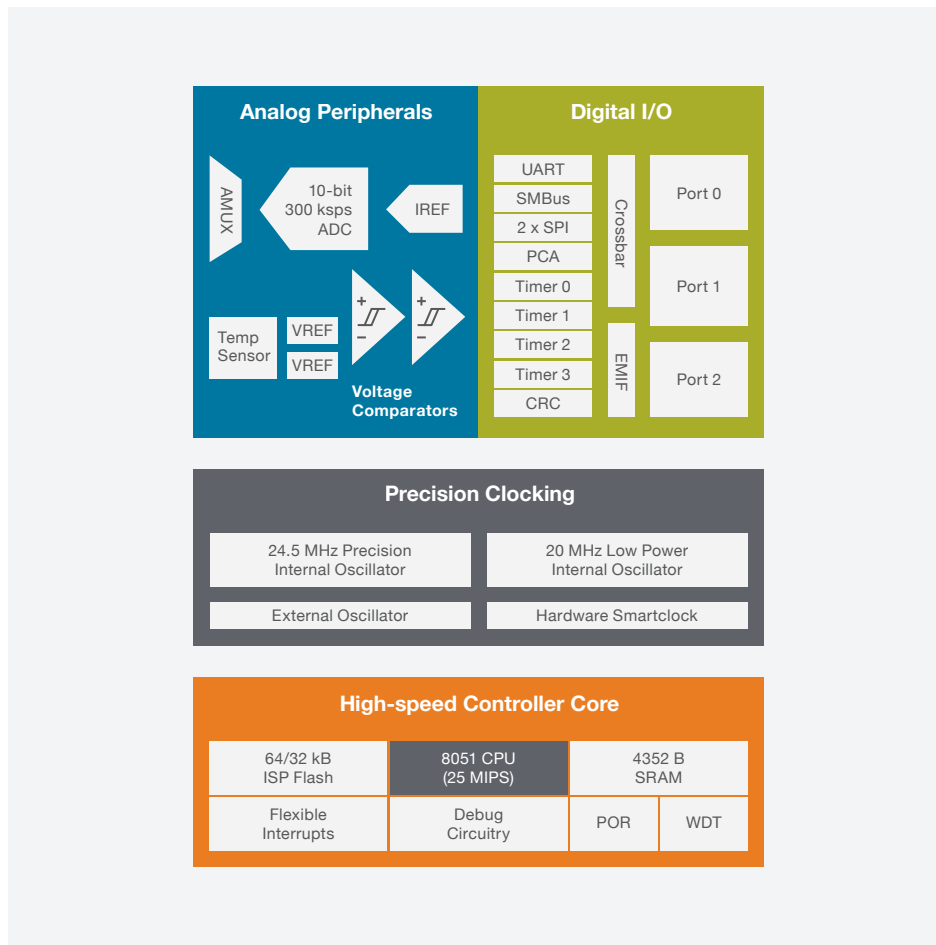 Analog Peripherals
AMUX
10-bit
300 ksps
ADC
IREF
Temp
Sensor
VREF
VREF
+
−
+
−
Voltage
Comparators
Digital I/O
UART
SMBus
2 x SPI
PCA
Timer 0
Timer 1
Timer 2
Timer 3
CRC
Crossbar
EMIF
Port 0
Port 1
Port 2
Precision Clocking
24.5 MHz Precision
Internal Oscillator
20 MHz Low Power
Internal Oscillator
External Oscillator
Hardware Smartclock
High-speed Controller Core
64/32 kB
ISP Flash
8051 CPU
(25 MIPS)
4352 B
SRAM
Flexible
Interrupts
Debug
Circuitry
POR
WDT